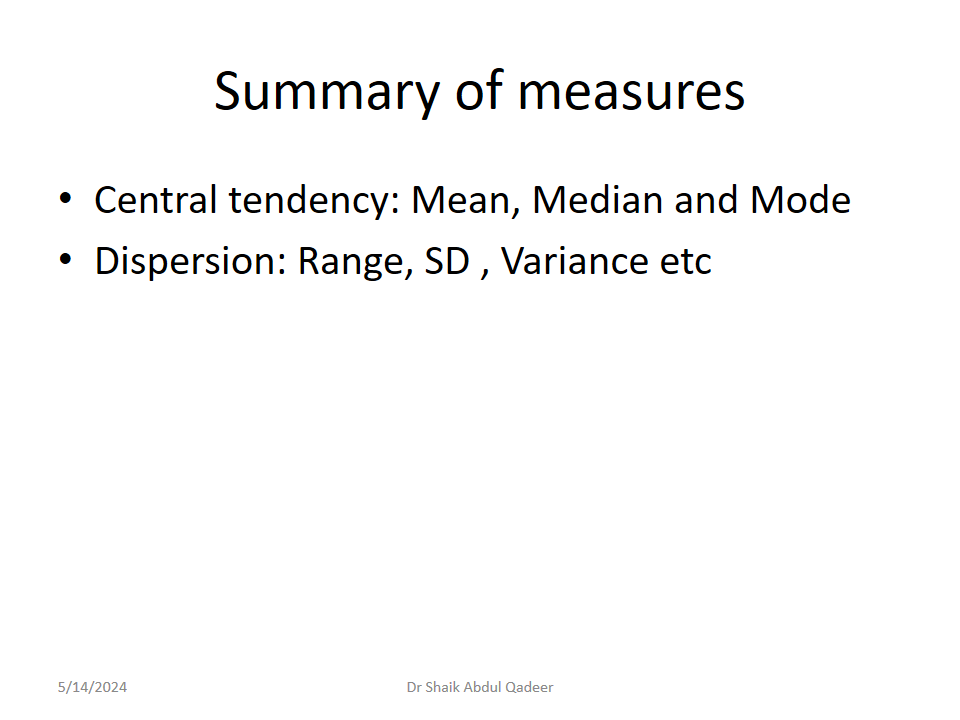 Summary of measures
• Central tendency: Mean, Median and Mode
• Dispersion: Range, SD , Variance etc
5/14/2024
Dr Shaik Abdul Qadeer